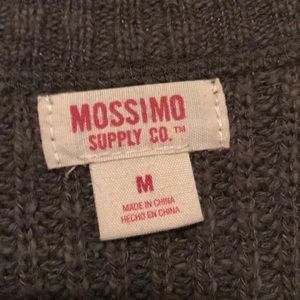 MOSSIMO
SUPPLY CO.™
M
MADE IN CHINA
HECHO EN CHINA